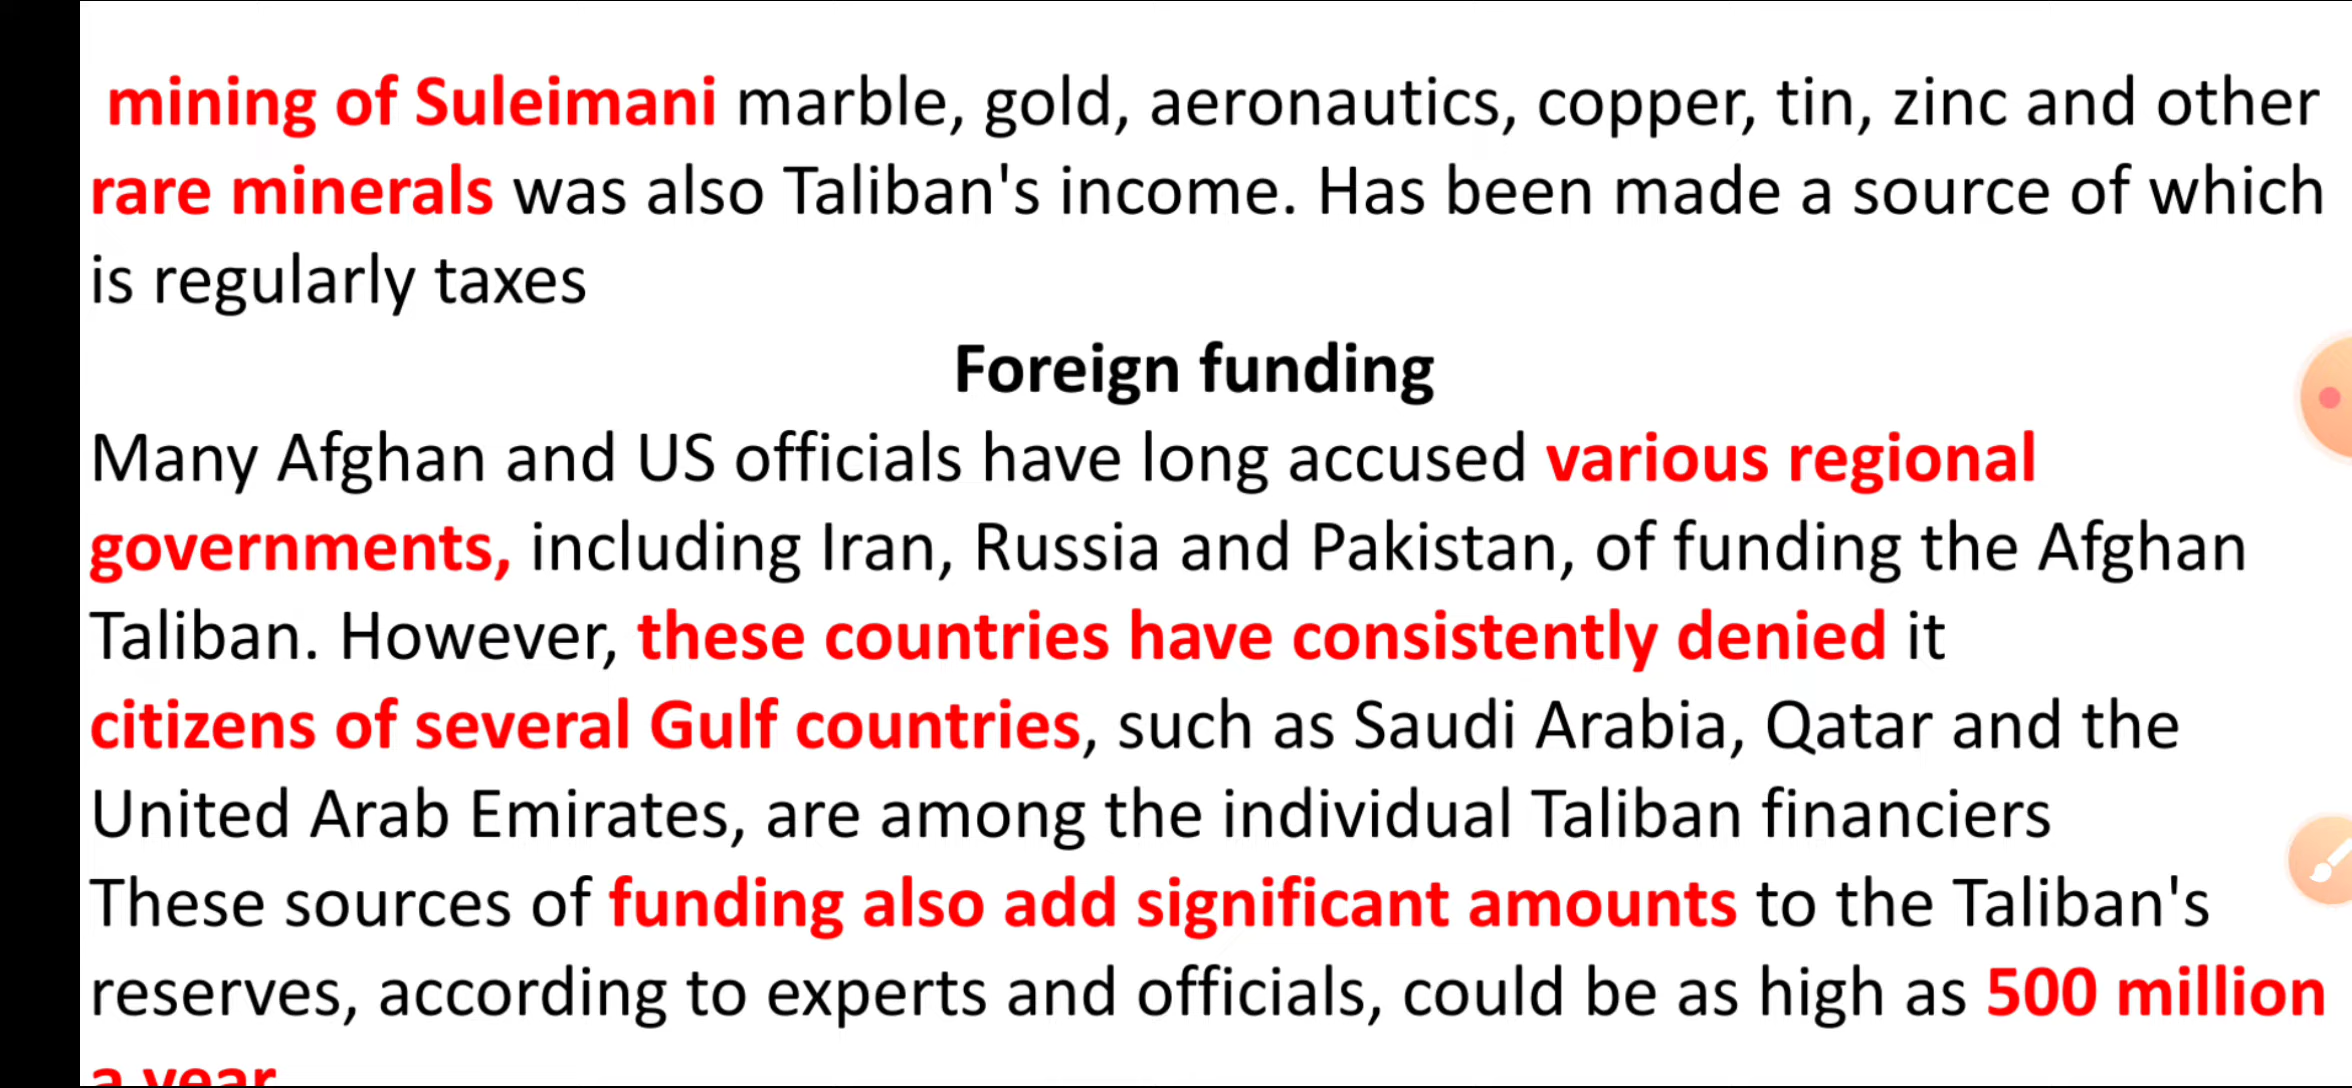 mining of Suleimani marble, gold, aeronautics, copper, tin, zinc and other
rare minerals was also Taliban's income. Has been made a source of which
is regularly taxes
Foreign funding
Many Afghan and US officials have long accused various regional
governments, including Iran, Russia and Pakistan, of funding the Afghan
Taliban. However, these countries have consistently denied it
citizens of several Gulf countries, such as Saudi Arabia, Qatar and the
United Arab Emirates, are among the individual Taliban financiers
These sources of funding also add significant amounts to the Taliban's
reserves, according to experts and officials, could be as high as 500 million
a year